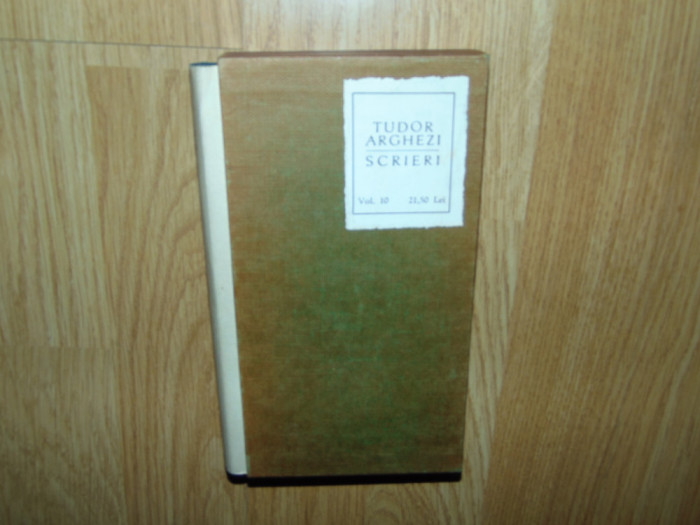 TUDOR
ARGHEZI
SCRIERI
Vol. 10 21,50 Lei